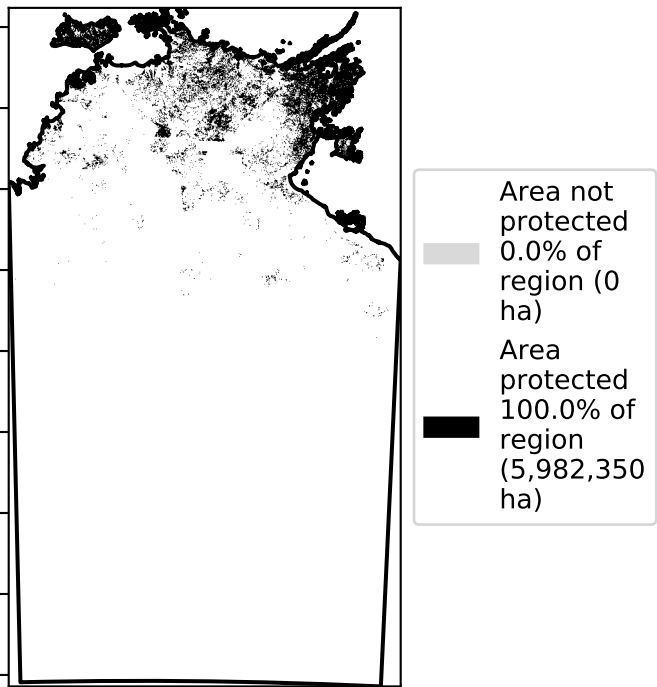 Area not
protected
0.0% of
region (0
ha)
Area
protected
100.0% of
region
(5,982,350
ha)